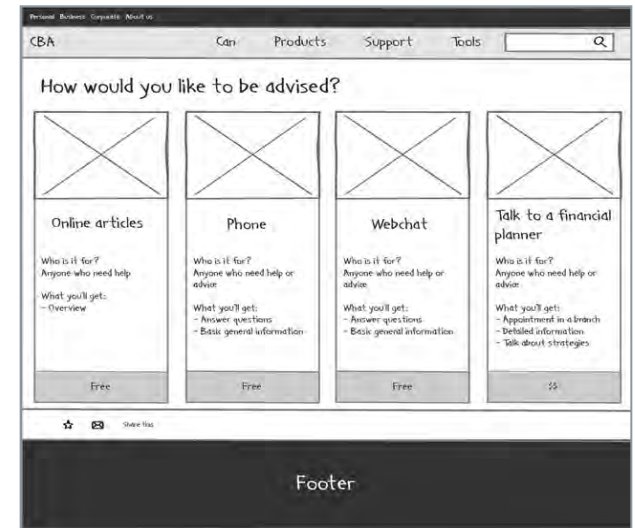 Personal Business Corporate About us
CBA Can Products Support Tools
How would you like to be advised?
Online articles
Who is it for?
Anyone who need help
What you'll get:
- Overview
Free
Phone
Who is it for?
Anyone who need help or
advice
What you'll get:
- Answer questions
- Basic general information
Free
Webchat
Who is it for?
Anyone who need help or
advice
What you'll get:
- Answer questions
- Basic general information
Free
Talk to a financial
planner
Who is it for?
Anyone who need help or
advice
What you'll get:
- Appointment in a branch
- Detailed information
- Talk about strategies
$$
Share this
Footer